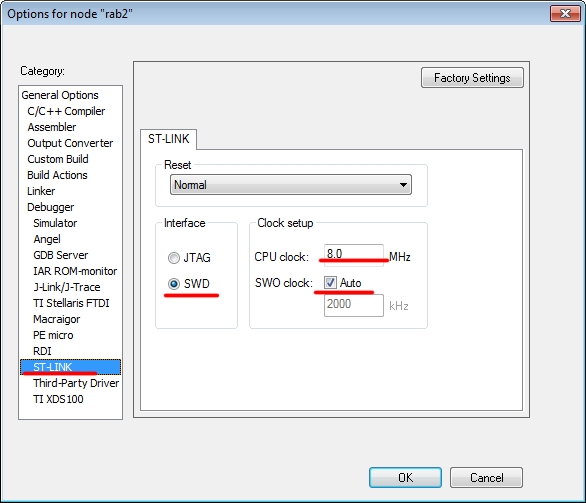 Options for node "rab2"
Category:
Factory Settings
General Options
C/C++ Compiler
Assembler
Output Converter
Custom Build
Build Actions
Linker
Debugger
Simulator
Angel
GDB Server
IAR ROM-monitor
J-Link/J-Trace
TI Stellaris FTDI
Macraigor
PE micro
RDI
ST-LINK
Third-Party Driver
TI XDS100
ST-LINK
Reset
Normal
Interface
JTAG
SWD
Clock setup
CPU clock: 8.0 MHz
SWO clock: Auto
2000 kHz
OK
Cancel